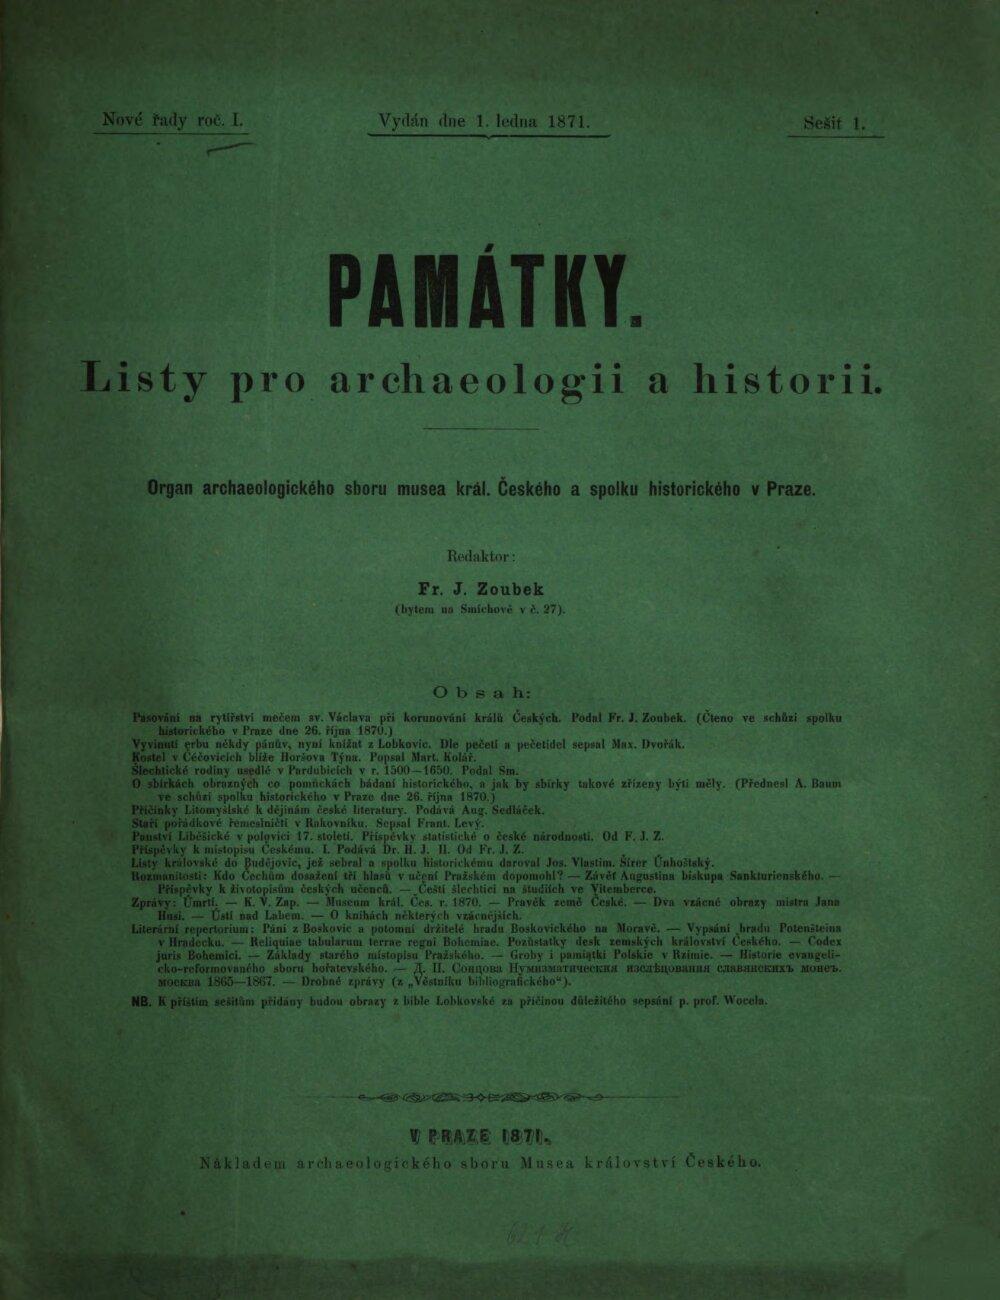 Nové řady roč. I.
Vydán dne 1. ledna 1871.
Sešit 1.
PAMÁTKY.
Listy pro archaeologii a historii.
Organ archaeologického sboru musea král. Českého a spolku historického v Praze.
Redaktor:
Fr. J. Zoubek
(bytem na Smíchově v č. 27).
Obsah:
Pasování na rytířství mečem sv. Václava při korunování králů Českých. Podal Fr. J. Zoubek. (Čteno ve schůzi spolku
historického v Praze dne 26. října 1870.)
Vyvinutí erbu někdy pánův, nyní knížat z Lobkovic. Dle pečetí a pečetidel sepsal Max. Dvořák.
Kostel v Čéčovicích blíže Horšova Týna. Popsal Mart. Kolář.
Šlechtické rodiny usedlé v Pardubicích v r. 1500—1650. Podal Sm.
O sbírkách obrazných co pomůckách bádání historického, a jak by sbírky takové zřízeny býti měly. (Přednesl A. Baum
ve schůzi spolku historického v Praze dne 26. října 1870.)
Příčinky Litomyšlské k dějinám české literatury. Podává Aug. Sedláček.
Staří pořádkové řemeslničtí v Rakovníku. Sepsal Frant. Levý.
Panství Liběšické v polovici 17. století. Příspěvky statistické o české národnosti. Od F. J. Z.
Příspěvky k místopisu Českému. I. Podává Dr. H. J. II. Od Fr. J. Z.
Listy královské do Budějovic, jež sebral a spolku historickému daroval Jos. Vlastim. Šírer Únhoštský.
Rozmanitosti: Kdo Čechům dosažení tří hlasů v učení Pražském dopomohl? — Závěť Augustina biskupa Sankturienského. —
Příspěvky k životopisům českých učenců. — Čeští šlechtici na studiích ve Vitemberce.
Zprávy: Úmrtí. — K. V. Zap. — Museum král. Čes. r. 1870. — Pravěk země České. — Dva vzácné obrazy mistra Jana
Husi. — Ústí nad Labem. — O knihách některých vzácnějších.
Literární repertorium: Páni z Boskovic a potomní držitelé hradu Boskovického na Moravě. — Vypsání hradu Potenšteina
v Hradecku. — Reliquiae tabularum terrae regni Bohemiae. Pozůstatky desk zemských království Českého. — Codex
juris Bohemici. — Základy starého místopisu Pražského. — Groby i pamiątki Polskie v Rzimie. — Historie evangeli-
cko-reformovaného sboru hořatevského. — Д. П. Сонцова Нумизматическия изслѣдования славянскихъ монетъ.
москва 1865—1867. — Drobné zprávy (z „Věstníku bibliografického“).
NB. K příštím sešitům přidány budou obrazy z bible Lobkovské za příčinou důležitého sepsání p. prof. Wocela.
V PRAZE 1871.
Nákladem archaeologického sboru Musea království Českého.